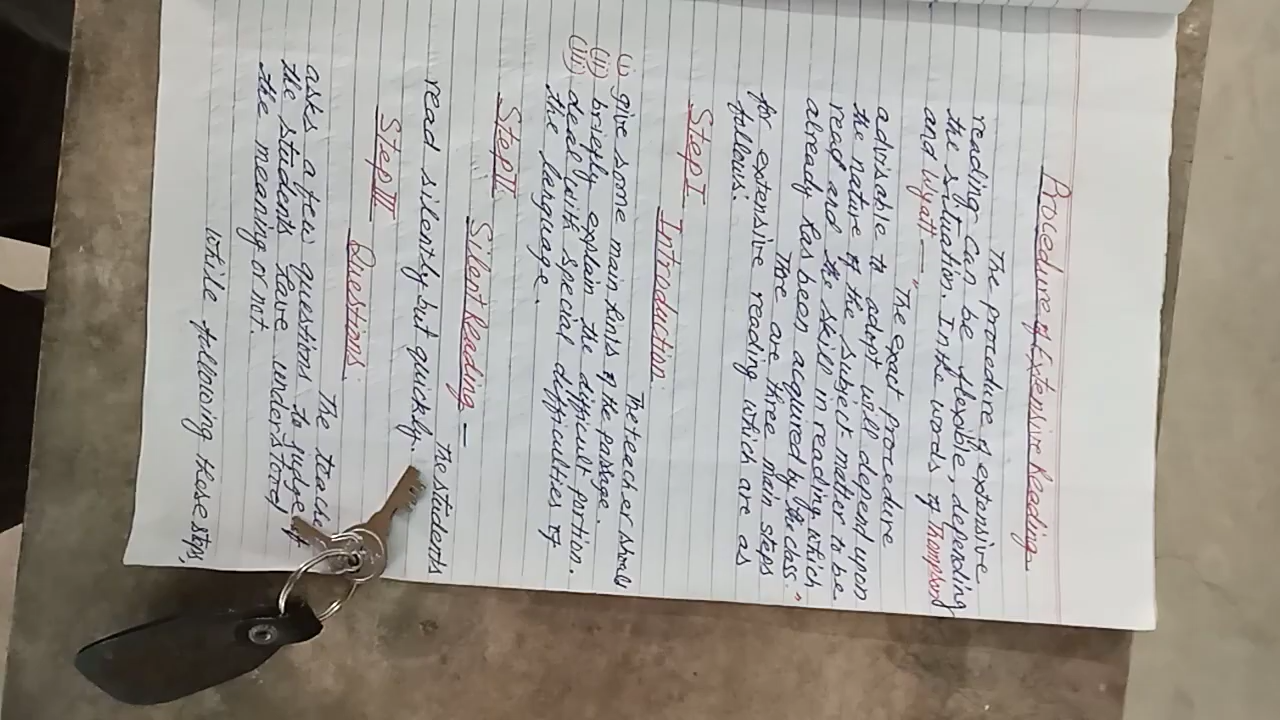 Procedure of Extensive Reading.
The procedure of extensive
reading can be flexible, depending
the situation. In the words of Thompson
and Wyatt— "The exact procedure
advisable to adopt will depend upon
the nature of the subject matter to be
read and the skill in reading which
already has been acquired by the class."
There are three main steps
for extensive reading which are as
follows:
Step I Introduction:
The teacher should
(i) give some main hints of the passage.
(ii) briefly explain the difficult portion.
(iii) deal with special difficulties of
the language.
Step II. Silent Reading —
The students
read silently but quickly.
Step III Questions.
The teache
asks a few questions to judge if
the students have understood
the meaning or not.
While following these steps,